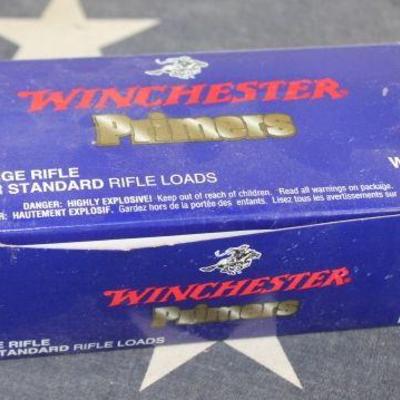 WINCHESTER
Primers
GE RIFLE
STANDARD RIFLE LOADS
W
DANGER: HIGHLY EXPLOSIVE! Keep out of reach of children. Read all warnings on package.
ER: HAUTEMENT EXPLOSIF. Gardez hors de la portée des enfants. Lisez tous les avertissements sur
WINCHESTER
Primers
E RIFLE
STANDARD RIFLE LOADS